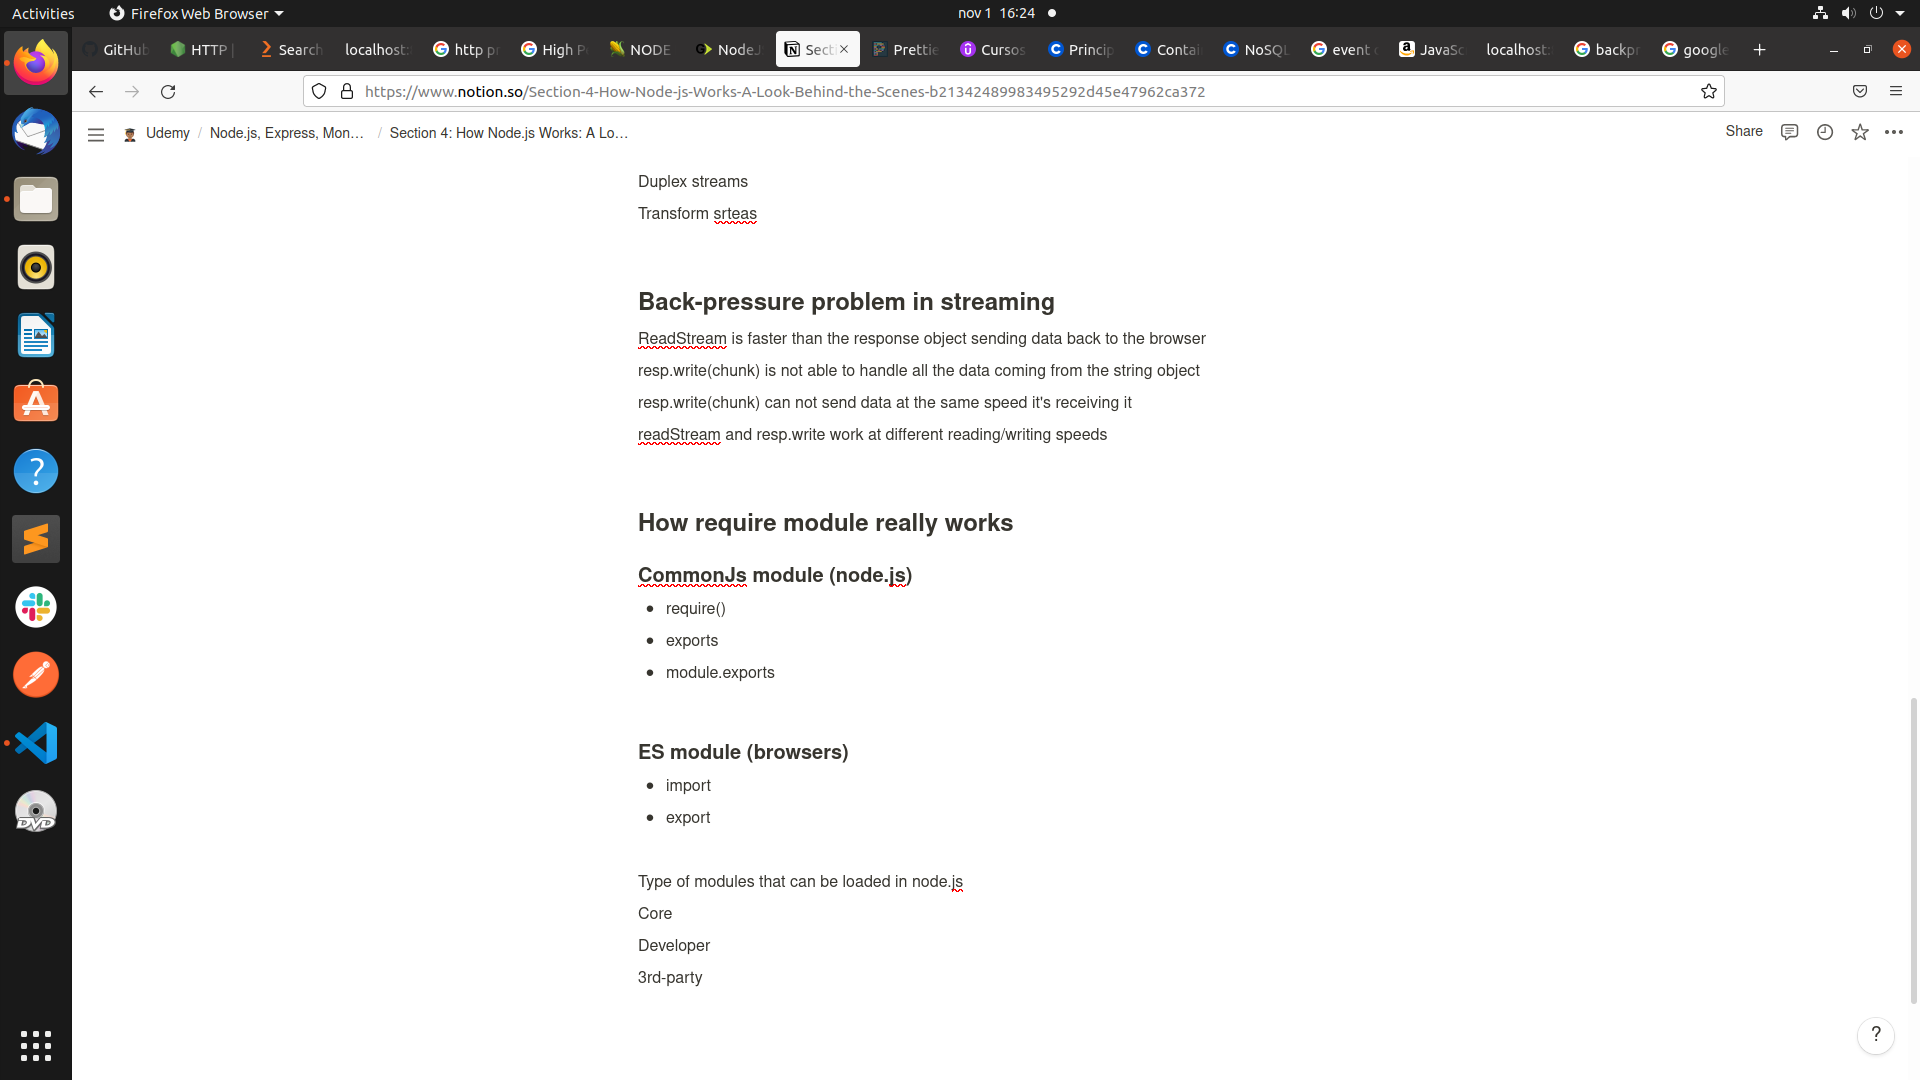 Activities
Firefox Web Browser
nov 1 16:24
GitHub
HTTP |
Search
localhost:
http pr
High P
NODE
NodeJ
Secti
Prettie
Cursos
Princip
Contai
NoSQL
event
JavaSc
localhost:
backpr
google
https://www.notion.so/Section-4-How-Node-js-Works-A-Look-Behind-the-Scenes-b21342489983495292d45e47962ca372
Udemy / Node.js, Express, Mon... / Section 4: How Node.js Works: A Lo...
Share
Duplex streams
Transform srteas
Back-pressure problem in streaming
ReadStream is faster than the response object sending data back to the browser
resp.write(chunk) is not able to handle all the data coming from the string object
resp.write(chunk) can not send data at the same speed it's receiving it
readStream and resp.write work at different reading/writing speeds
How require module really works
CommonJs module (node.js)
• require()
• exports
• module.exports
ES module (browsers)
• import
• export
Type of modules that can be loaded in node.js
Core
Developer
3rd-party
?
DVD